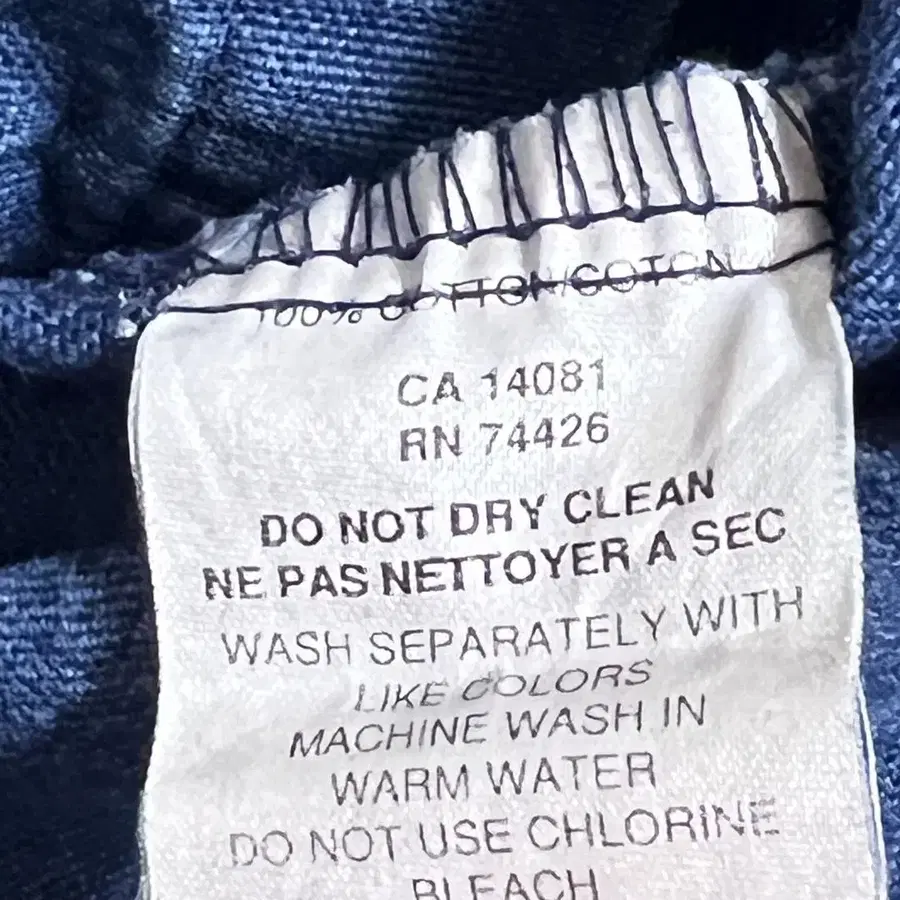 100% COTTON/COTON
CA 14081
RN 74426
DO NOT DRY CLEAN
NE PAS NETTOYER A SEC
WASH SEPARATELY WITH
LIKE COLORS
MACHINE WASH IN
WARM WATER
DO NOT USE CHLORINE
BLEACH